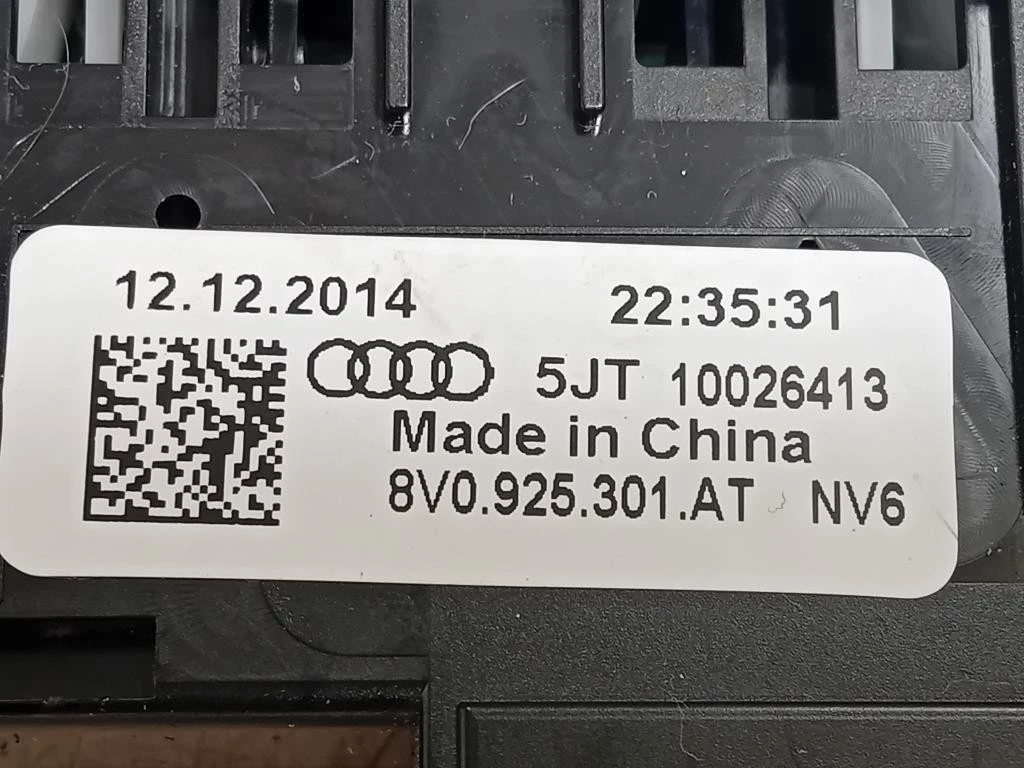 12.12.2014 22:35:31
5JT 10026413
Made in China
8V0.925.301.AT NV6